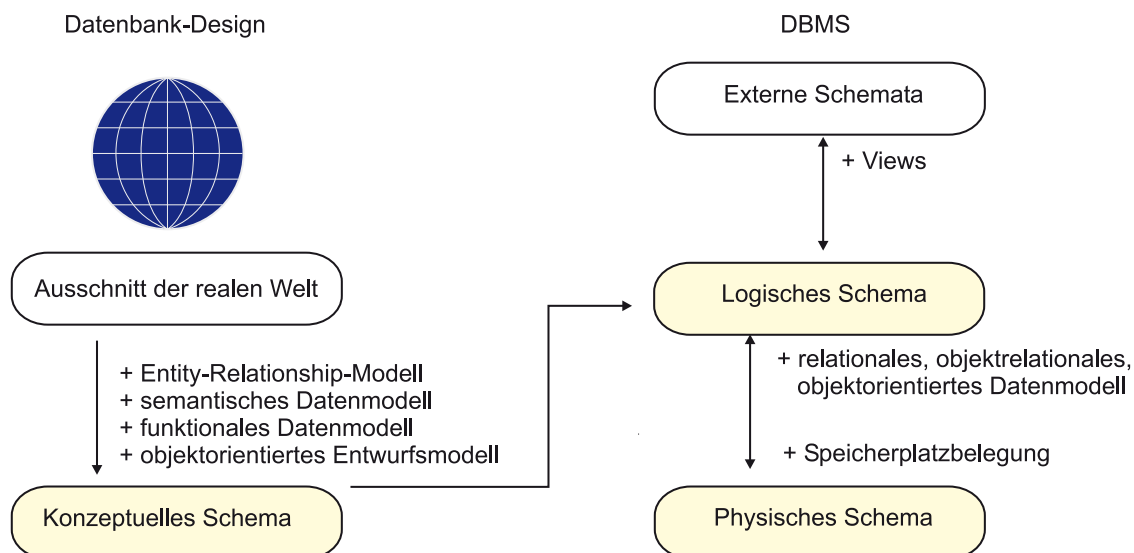 Datenbank-Design
Ausschnitt der realen Welt
+ Entity-Relationship-Modell
+ semantisches Datenmodell
+ funktionales Datenmodell
+ objektorientiertes Entwurfsmodell
Konzeptuelles Schema
DBMS
Externe Schemata
+ Views
Logisches Schema
+ relationales, objektrelationales,
objektorientiertes Datenmodell
+ Speicherplatzbelegung
Physisches Schema